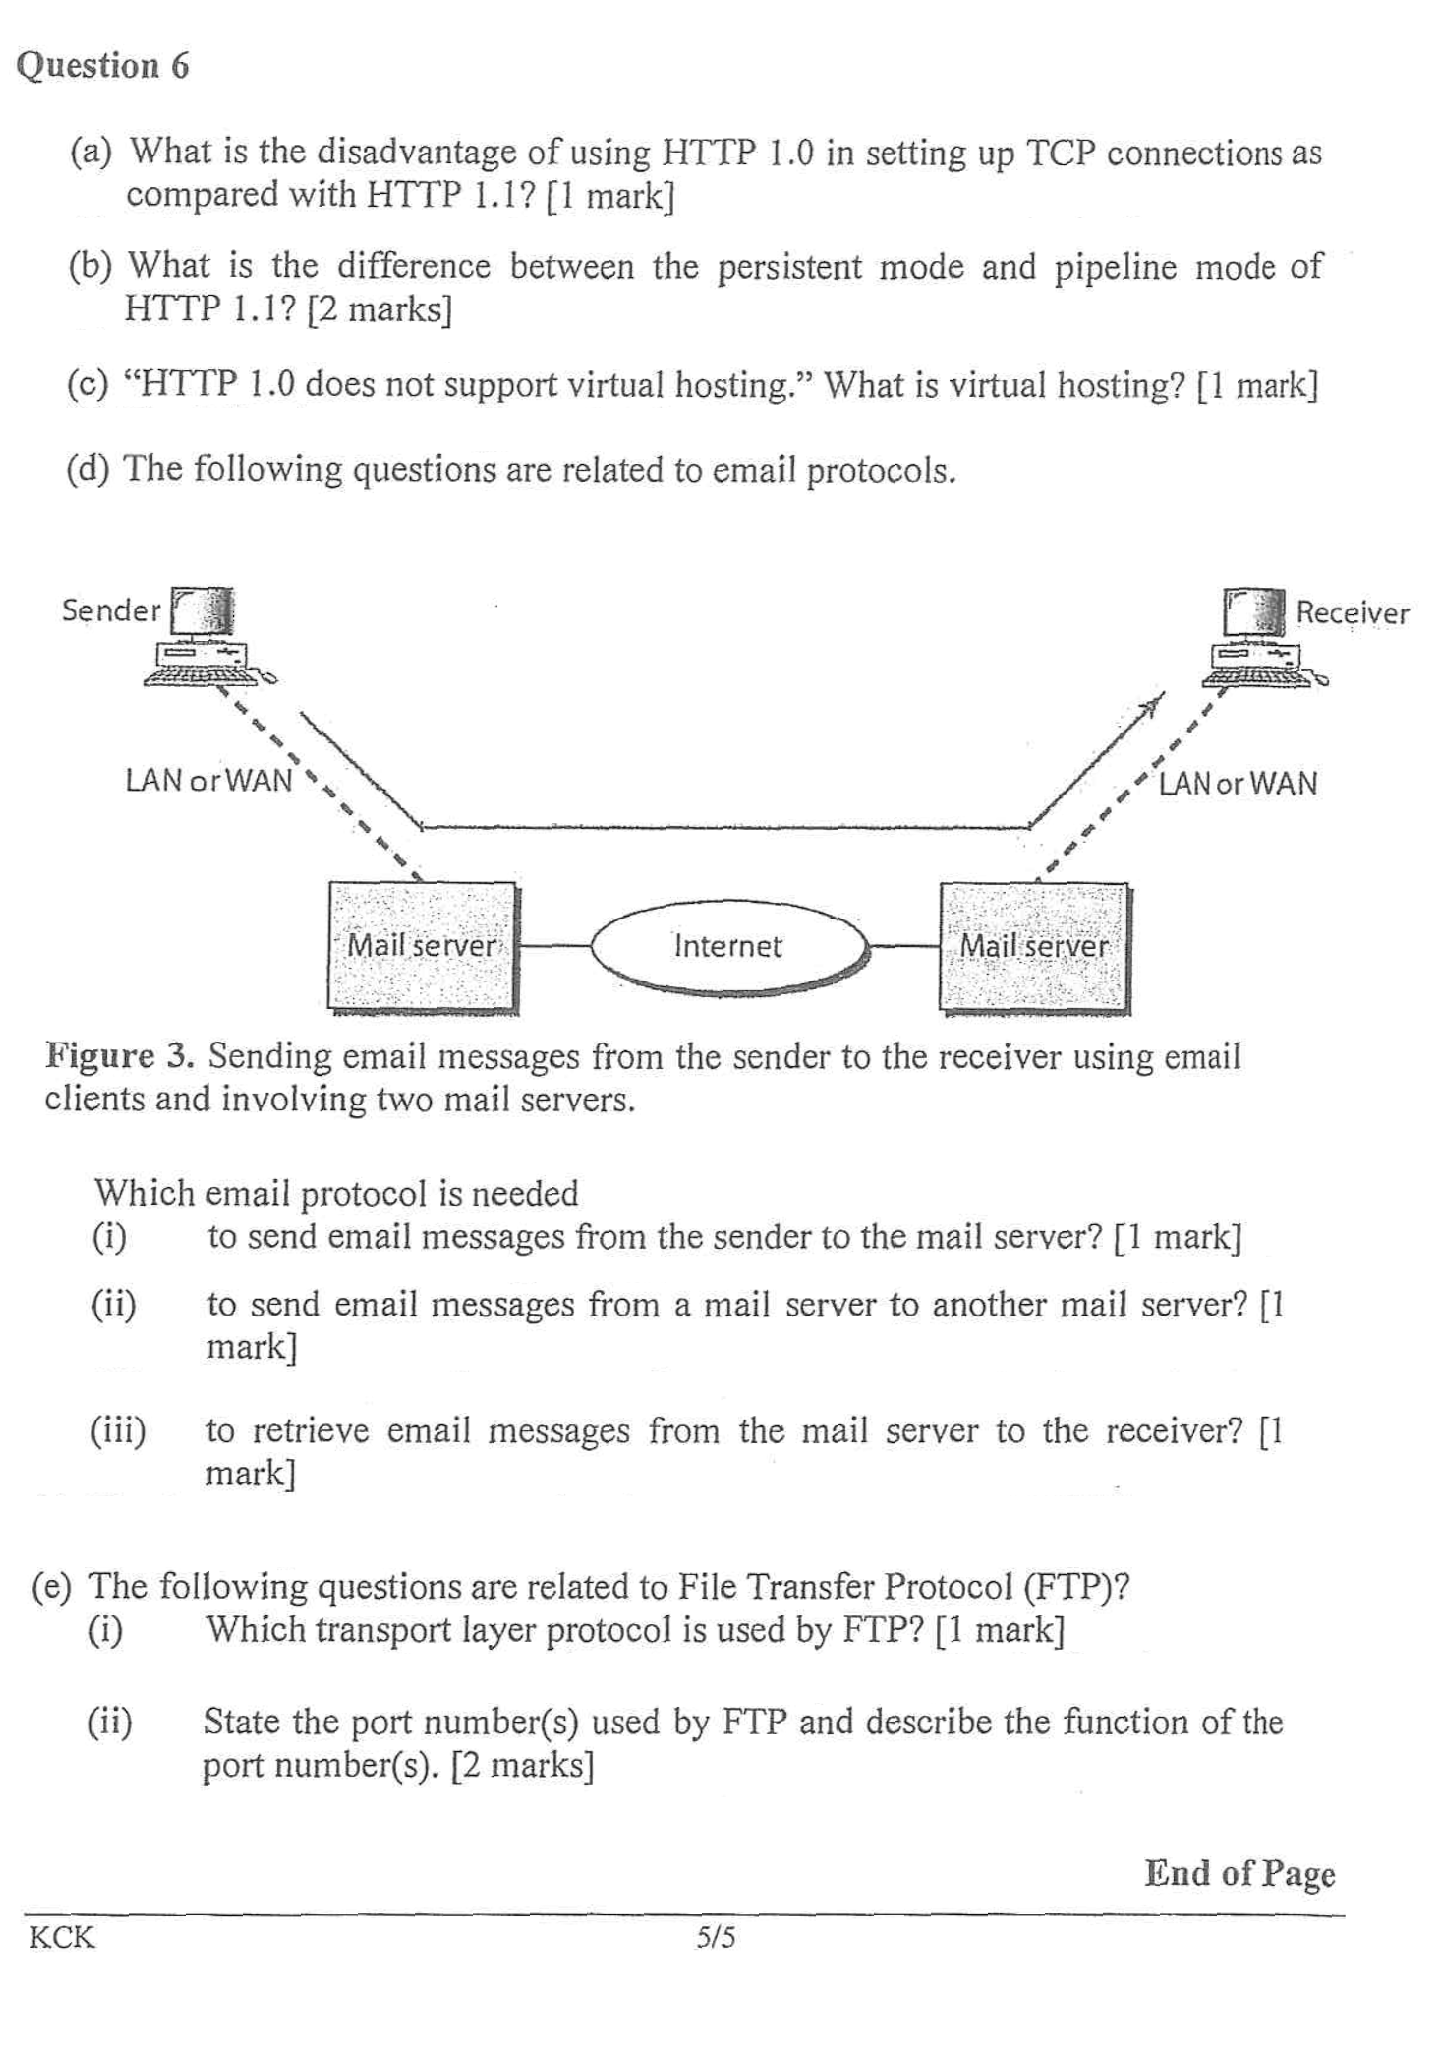 Question 6
(a) What is the disadvantage of using HTTP 1.0 in setting up TCP connections as
compared with HTTP 1.1? [1 mark]
(b) What is the difference between the persistent mode and pipeline mode of
HTTP 1.1? [2 marks]
(c) “HTTP 1.0 does not support virtual hosting.” What is virtual hosting? [1 mark]
(d) The following questions are related to email protocols.
Sender
Receiver
LAN or WAN
LAN or WAN
Mail server
Internet
Mail server
Figure 3. Sending email messages from the sender to the receiver using email
clients and involving two mail servers.
Which email protocol is needed
(i) to send email messages from the sender to the mail server? [1 mark]
(ii) to send email messages from a mail server to another mail server? [1
mark]
(iii) to retrieve email messages from the mail server to the receiver? [1
mark]
(e) The following questions are related to File Transfer Protocol (FTP)?
(i) Which transport layer protocol is used by FTP? [1 mark]
(ii) State the port number(s) used by FTP and describe the function of the
port number(s). [2 marks]
End of Page
KCK
5/5